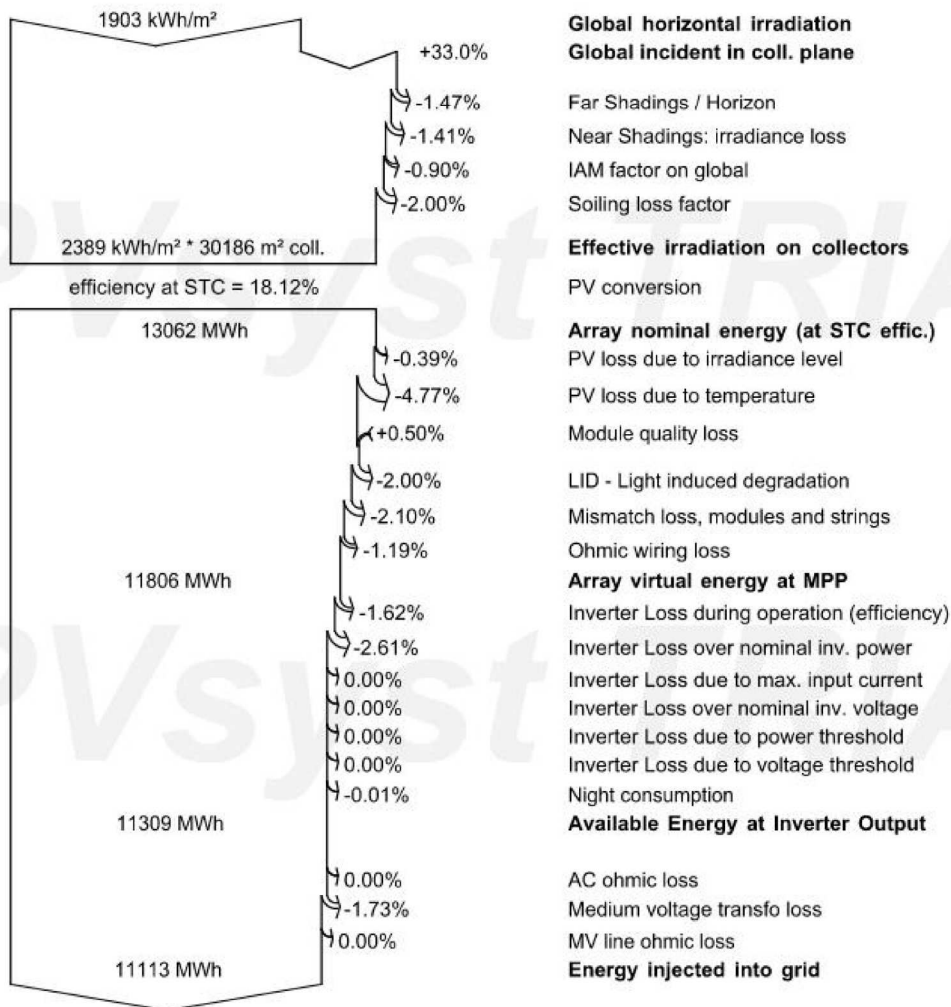 1903 kWh/m² Global horizontal irradiation
+33.0% Global incident in coll. plane
-1.47% Far Shadings / Horizon
-1.41% Near Shadings: irradiance loss
-0.90% IAM factor on global
-2.00% Soiling loss factor
2389 kWh/m² * 30186 m² coll. Effective irradiation on collectors
efficiency at STC = 18.12% PV conversion
13062 MWh Array nominal energy (at STC effic.)
-0.39% PV loss due to irradiance level
-4.77% PV loss due to temperature
+0.50% Module quality loss
-2.00% LID - Light induced degradation
-2.10% Mismatch loss, modules and strings
-1.19% Ohmic wiring loss
11806 MWh Array virtual energy at MPP
-1.62% Inverter Loss during operation (efficiency)
-2.61% Inverter Loss over nominal inv. power
0.00% Inverter Loss due to max. input current
0.00% Inverter Loss over nominal inv. voltage
0.00% Inverter Loss due to power threshold
0.00% Inverter Loss due to voltage threshold
-0.01% Night consumption
11309 MWh Available Energy at Inverter Output
0.00% AC ohmic loss
-1.73% Medium voltage transfo loss
0.00% MV line ohmic loss
11113 MWh Energy injected into grid
PVsyst TRIA
PVsyst TRIA